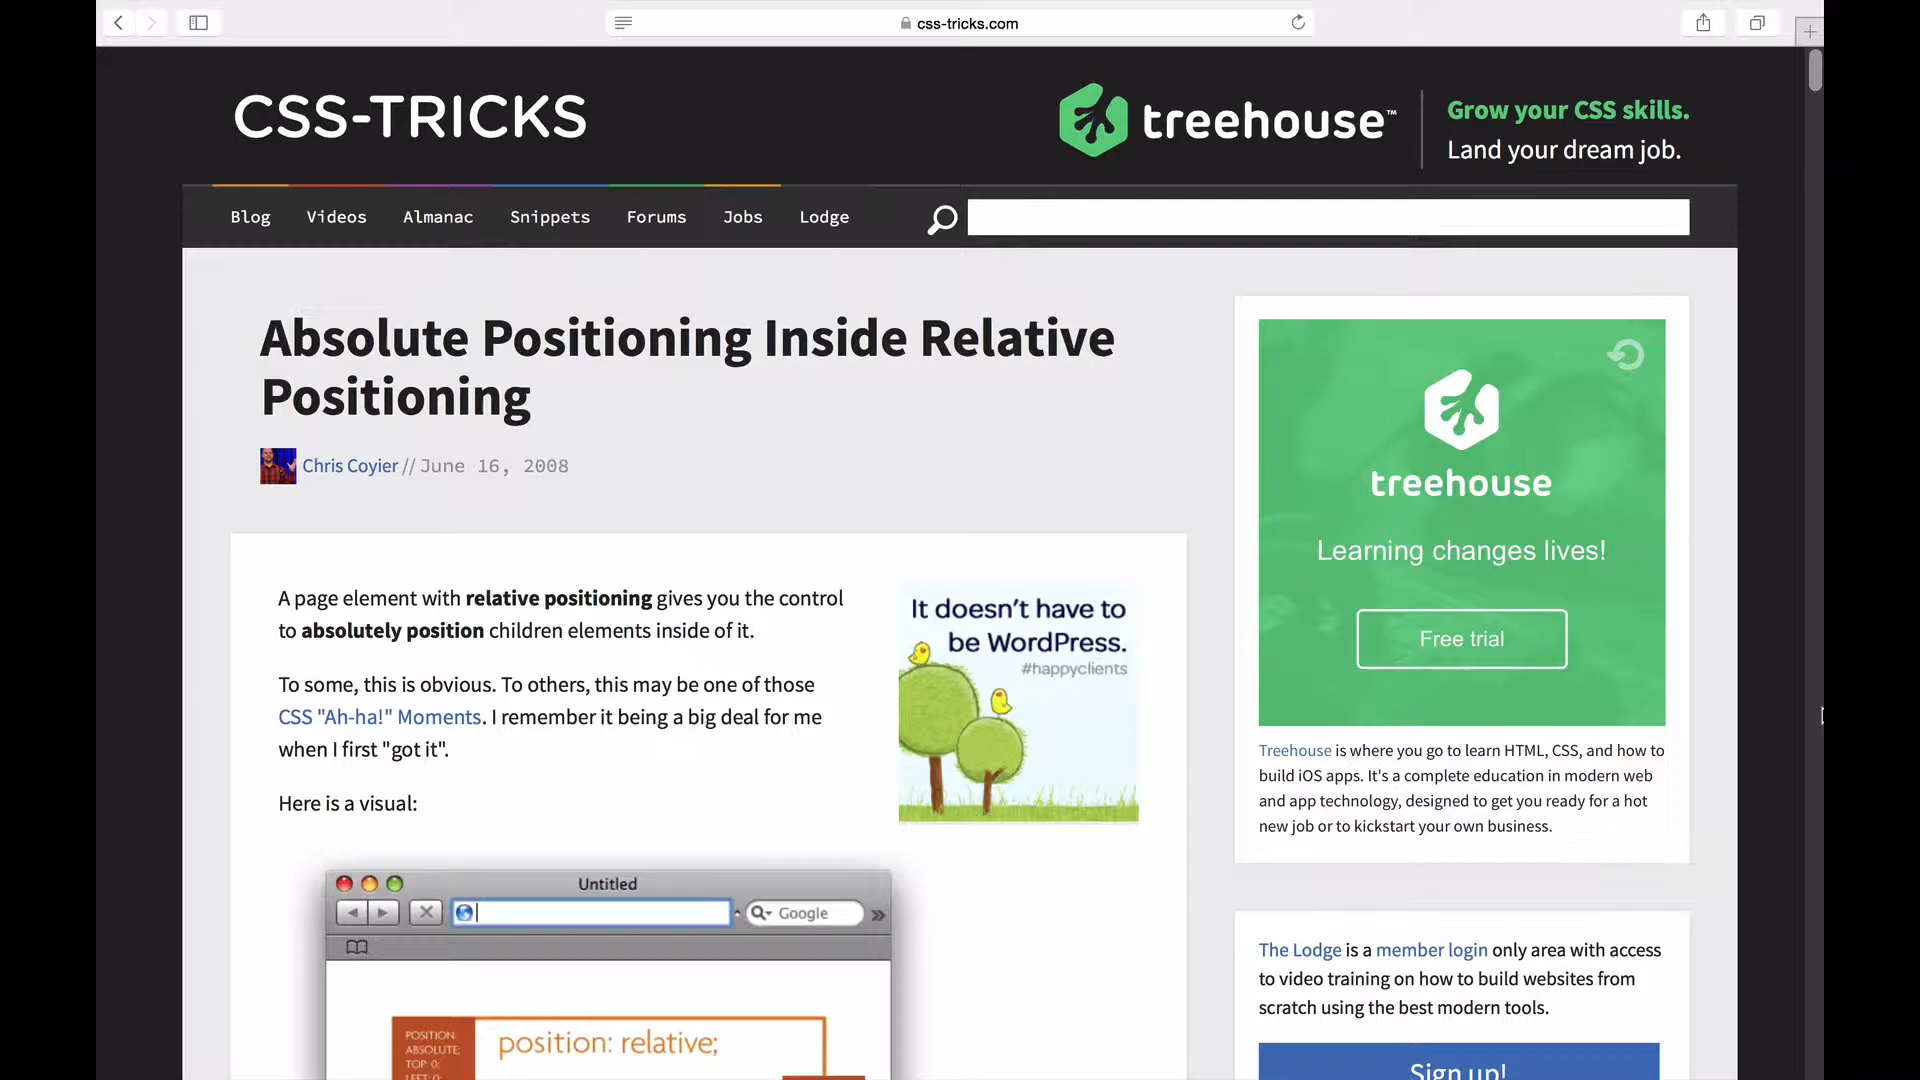 css-tricks.com
CSS-TRICKS
treehouse™
Grow your CSS skills.
Land your dream job.
Blog Videos Almanac Snippets Forums Jobs Lodge
Absolute Positioning Inside Relative
Positioning
Chris Coyier // June 16, 2008
A page element with relative positioning gives you the control
to absolutely position children elements inside of it.
To some, this is obvious. To others, this may be one of those
CSS "Ah-ha!" Moments. I remember it being a big deal for me
when I first "got it".
Here is a visual:
It doesn't have to
be WordPress.
#happyclients
Untitled
Google
POSITION:
ABSOLUTE;
TOP: 0;
LEFT: 0;
position: relative;
treehouse
Learning changes lives!
Free trial
Treehouse is where you go to learn HTML, CSS, and how to
build iOS apps. It's a complete education in modern web
and app technology, designed to get you ready for a hot
new job or to kickstart your own business.
The Lodge is a member login only area with access
to video training on how to build websites from
scratch using the best modern tools.
Sign up!